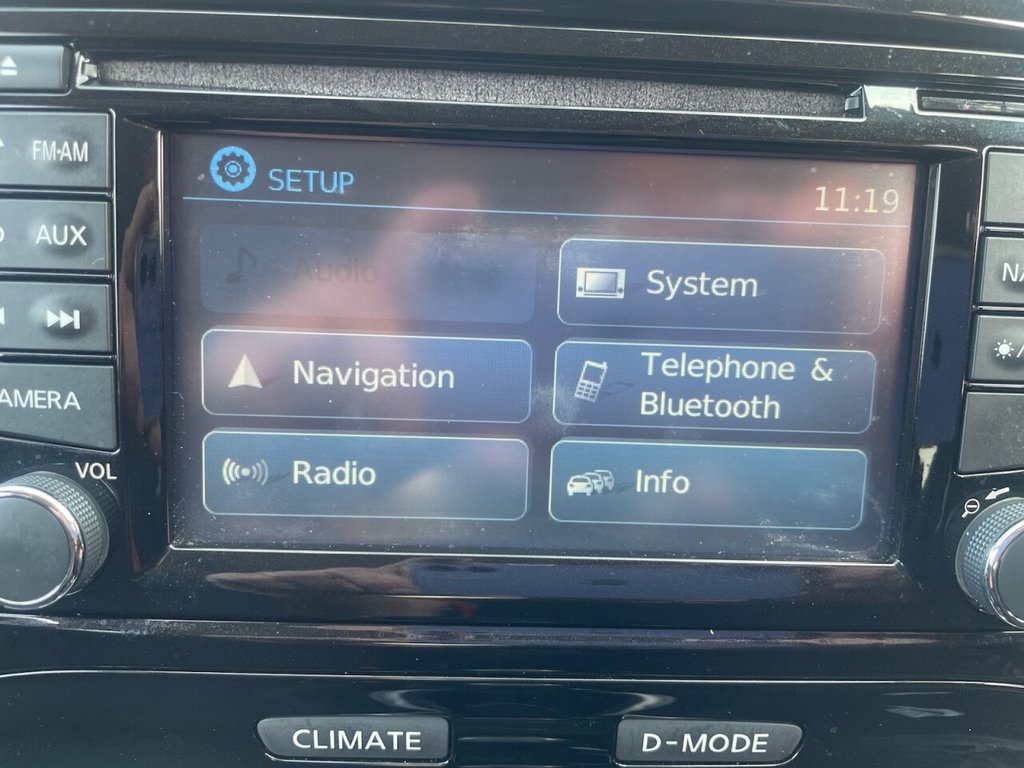 FM·AM
SETUP
11:19
AUX
Audio
System
Navigation
Telephone &
Bluetooth
AMERA
Radio
Info
VOL
CLIMATE
D-MODE